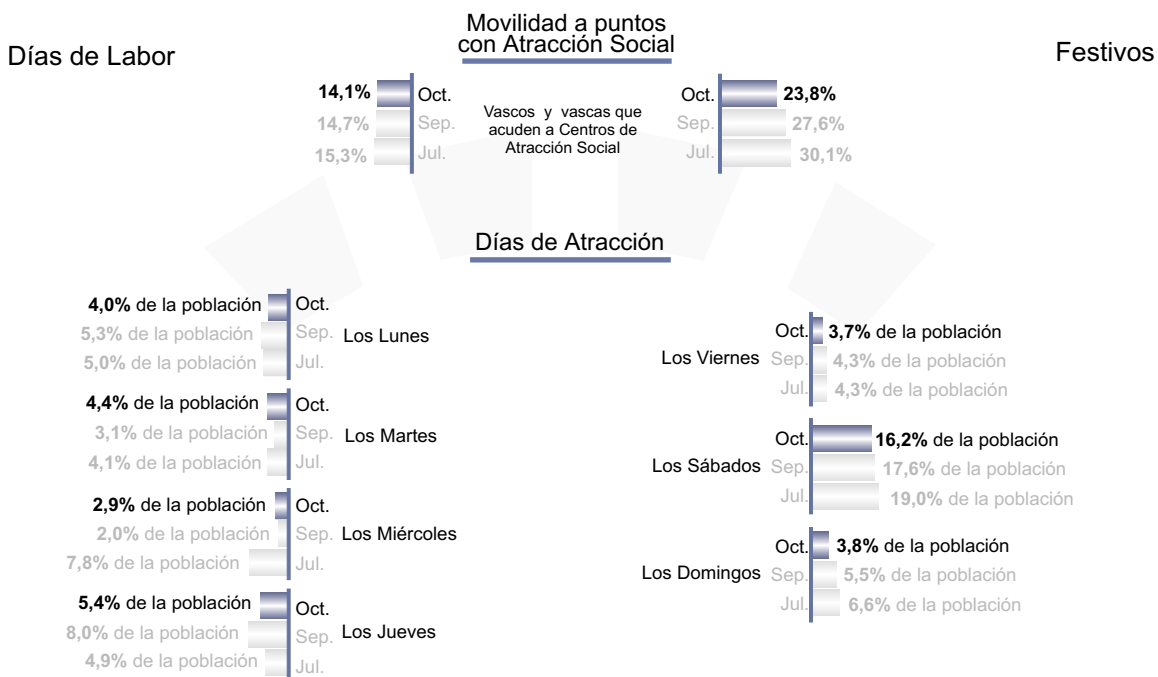 Movilidad a puntos
con Atracción Social
Días de Labor
Festivos
14,1% Oct.
14,7% Sep.
15,3% Jul.
Vascos y vascas que
acuden a Centros de
Atracción Social
Oct. 23,8%
Sep. 27,6%
Jul. 30,1%
Días de Atracción
4,0% de la población Oct.
5,3% de la población Sep. Los Lunes
5,0% de la población Jul.
4,4% de la población Oct.
3,1% de la población Sep. Los Martes
4,1% de la población Jul.
2,9% de la población Oct.
2,0% de la población Sep. Los Miércoles
7,8% de la población Jul.
5,4% de la población Oct.
8,0% de la población Sep. Los Jueves
4,9% de la población Jul.
Oct. 3,7% de la población
Los Viernes Sep. 4,3% de la población
Jul. 4,3% de la población
Oct. 16,2% de la población
Los Sábados Sep. 17,6% de la población
Jul. 19,0% de la población
Oct. 3,8% de la población
Los Domingos Sep. 5,5% de la población
Jul. 6,6% de la población